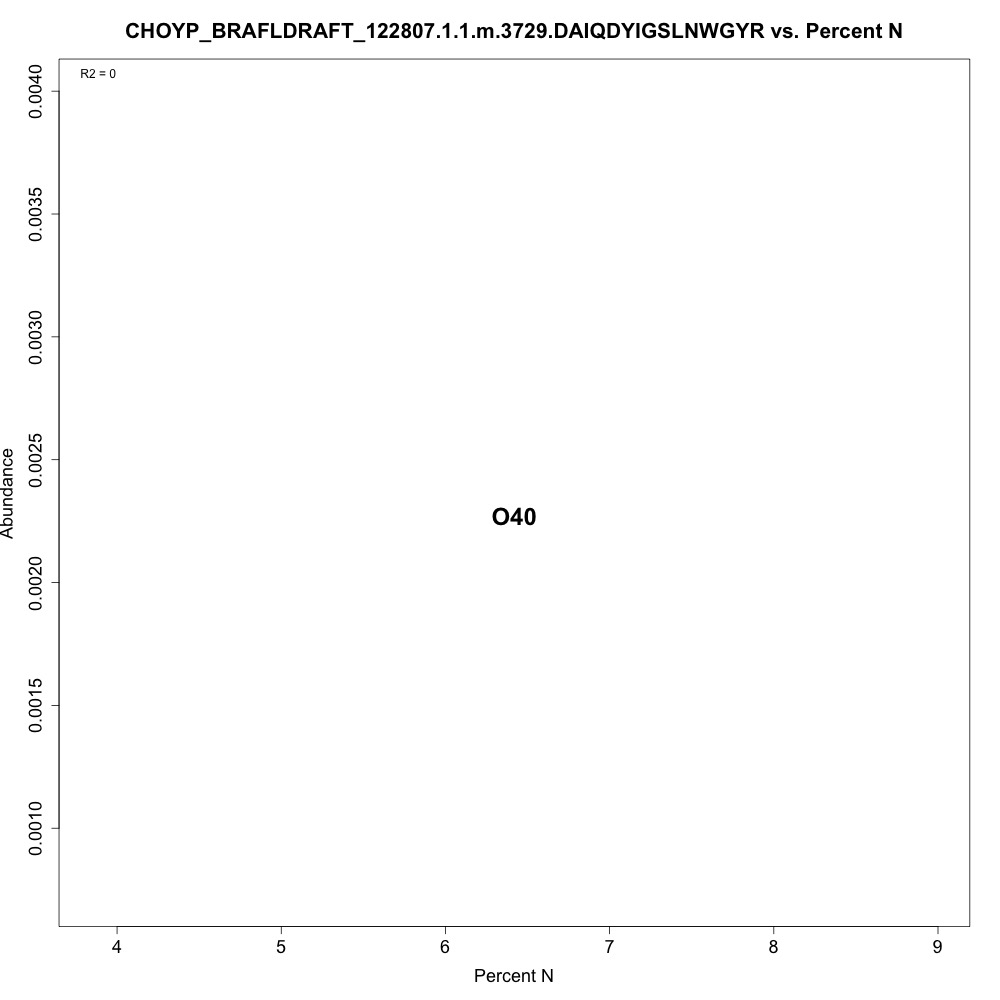 CHOYP_BRAFLDRAFT_122807.1.1.m.3729.DAIQDYIGSLNWGYR vs. Percent N
R2 = 0
0.0040
0.0035
0.0030
0.0025
0.0020
0.0015
0.0010
Abundance
O40
4 5 6 7 8 9
Percent N